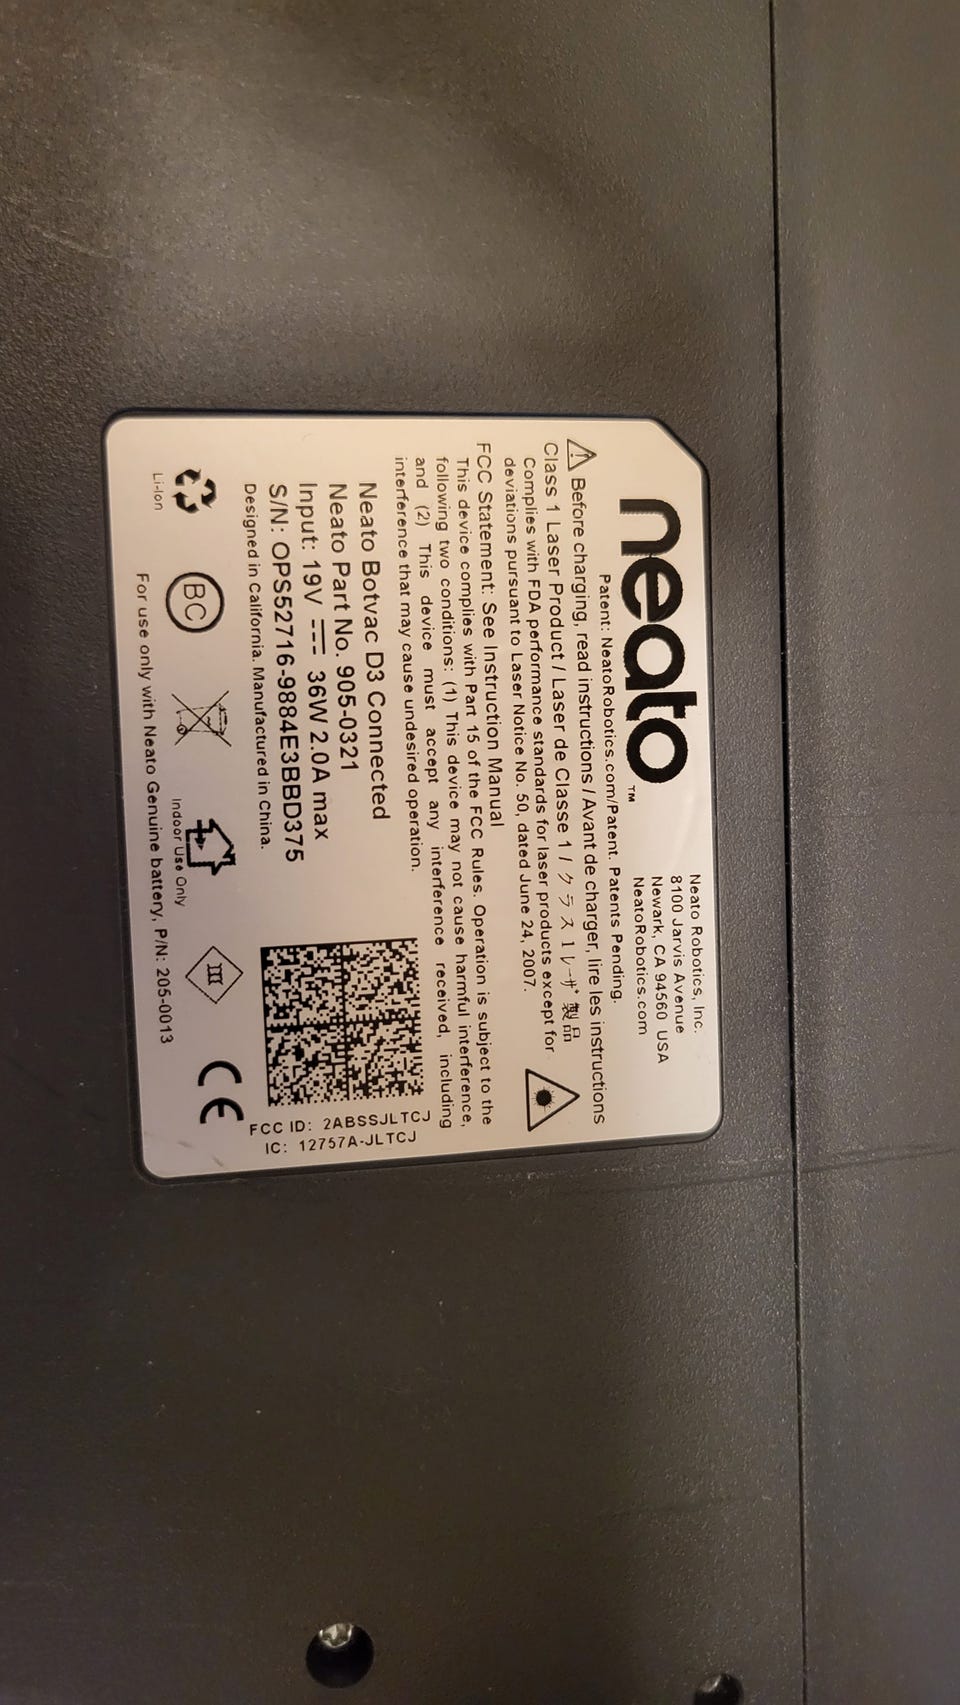 neato™
Neato Robotics, Inc.
8100 Jarvis Avenue
Newark, CA 94560 USA
NeatoRobotics.com
Patent: NeatoRobotics.com/Patent. Patents Pending.
Before charging, read instructions / Avant de charger, lire les instructions
Class 1 Laser Product / Laser de Classe 1 / クラス 1 レーザ製品
Complies with FDA performance standards for laser products except for
deviations pursuant to Laser Notice No. 50, dated June 24, 2007.
FCC Statement: See Instruction Manual
This device complies with Part 15 of the FCC Rules. Operation is subject to the
following two conditions: (1) This device may not cause harmful interference,
and (2) This device must accept any interference received, including
interference that may cause undesired operation.
Neato Botvac D3 Connected
Neato Part No. 905-0321
Input: 19V 36W 2.0A max
S/N: OPS52716-9884E3BBD375
Designed in California. Manufactured in China.
FCC ID: 2ABSSJLTCJ
IC: 12757A-JLTCJ
Li-Ion
BC
Indoor Use Only
III
CE
For use only with Neato Genuine battery, P/N: 205-0013